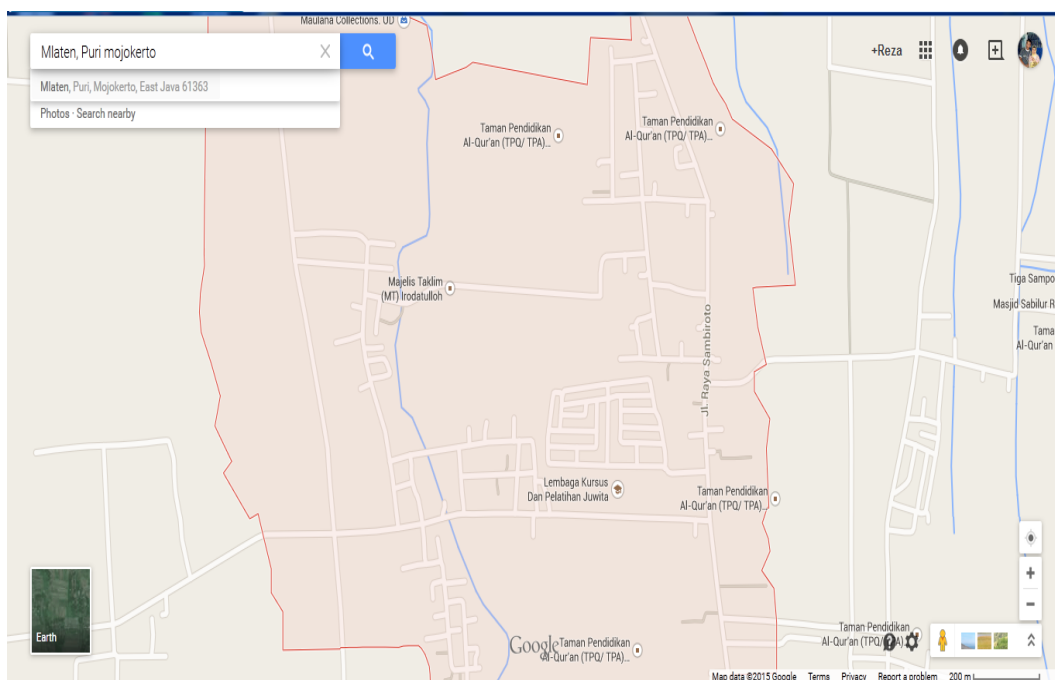 Maulana Collections. UD
Mlaten, Puri mojokerto
+Reza
Mlaten, Puri, Mojokerto, East Java 61363
Photos · Search nearby
Taman Pendidikan
Al-Qur'an (TPQ/ TPA)...
Taman Pendidikan
Al-Qur'an (TPQ/ TPA)...
Majelis Taklim
(MT) Irodatulloh
Tiga Sampo
Masjid Sabilur R
Tama
Al-Qur'an
Jl. Raya Sambiroto
Lembaga Kursus
Dan Pelatihan Juwita
Taman Pendidikan
Al-Qur'an (TPQ/ TPA)...
Earth
Google
Taman Pendidikan
Al-Qur'an (TPQ/ TPA)...
Taman Pendidikan
Al-Qur'an (TPQ/
Map data ©2015 Google Terms Privacy Report a problem 200 m